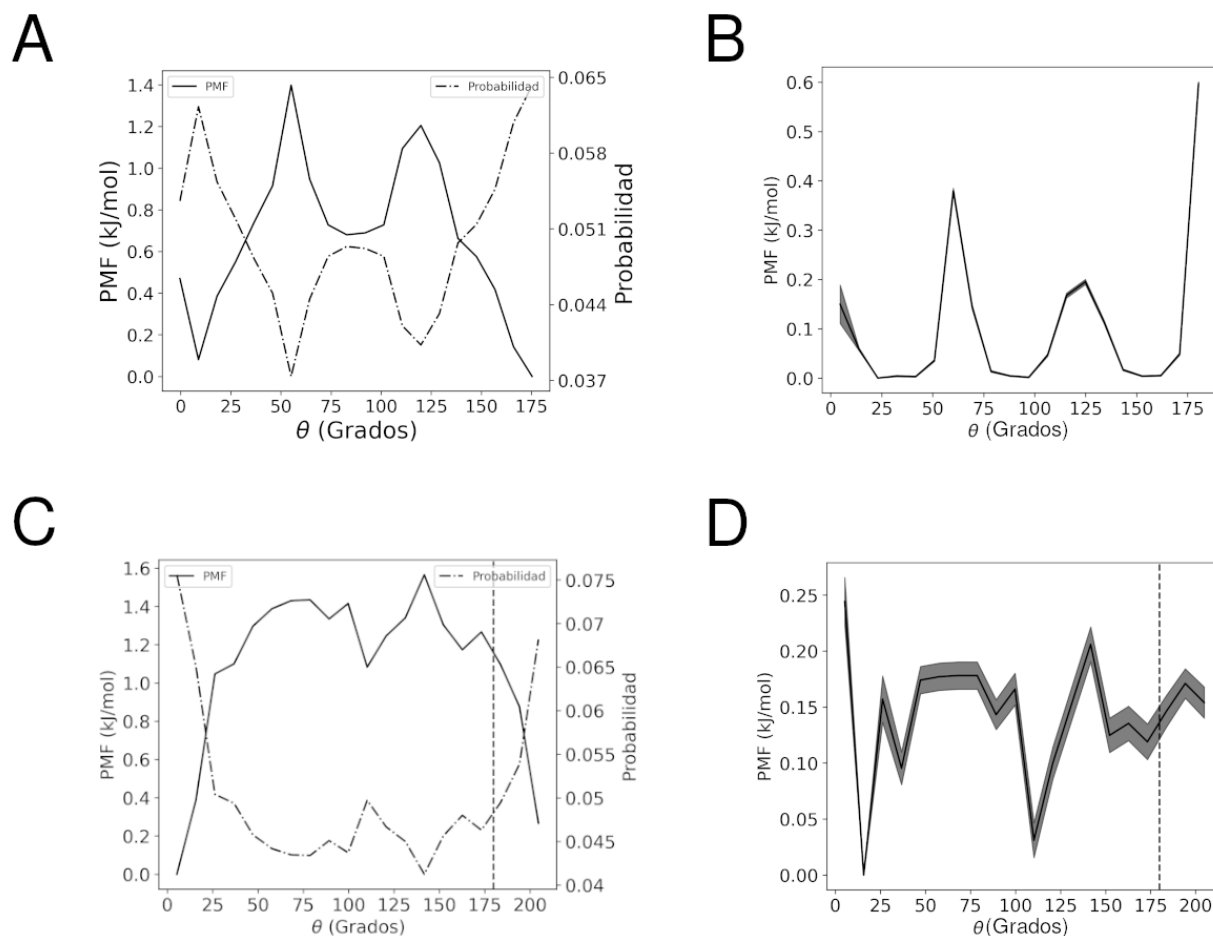 A
PMF
Probabilidad
PMF (kJ/mol)
1.4
1.2
1.0
0.8
0.6
0.4
0.2
0.0
0.065
0.058
0.051
0.044
0.037
Probabilidad
0 25 50 75 100 125 150 175
θ (Grados)
B
PMF (kJ/mol)
0.6
0.5
0.4
0.3
0.2
0.1
0.0
0 25 50 75 100 125 150 175
θ (Grados)
C
PMF
Probabilidad
PMF (kJ/mol)
1.6
1.4
1.2
1.0
0.8
0.6
0.4
0.2
0.0
0.075
0.07
0.065
0.06
0.055
0.05
0.045
0.04
Probabilidad
0 25 50 75 100 125 150 175 200
θ (Grados)
D
PMF (kJ/mol)
0.25
0.20
0.15
0.10
0.05
0.00
0 25 50 75 100 125 150 175 200
θ(Grados)